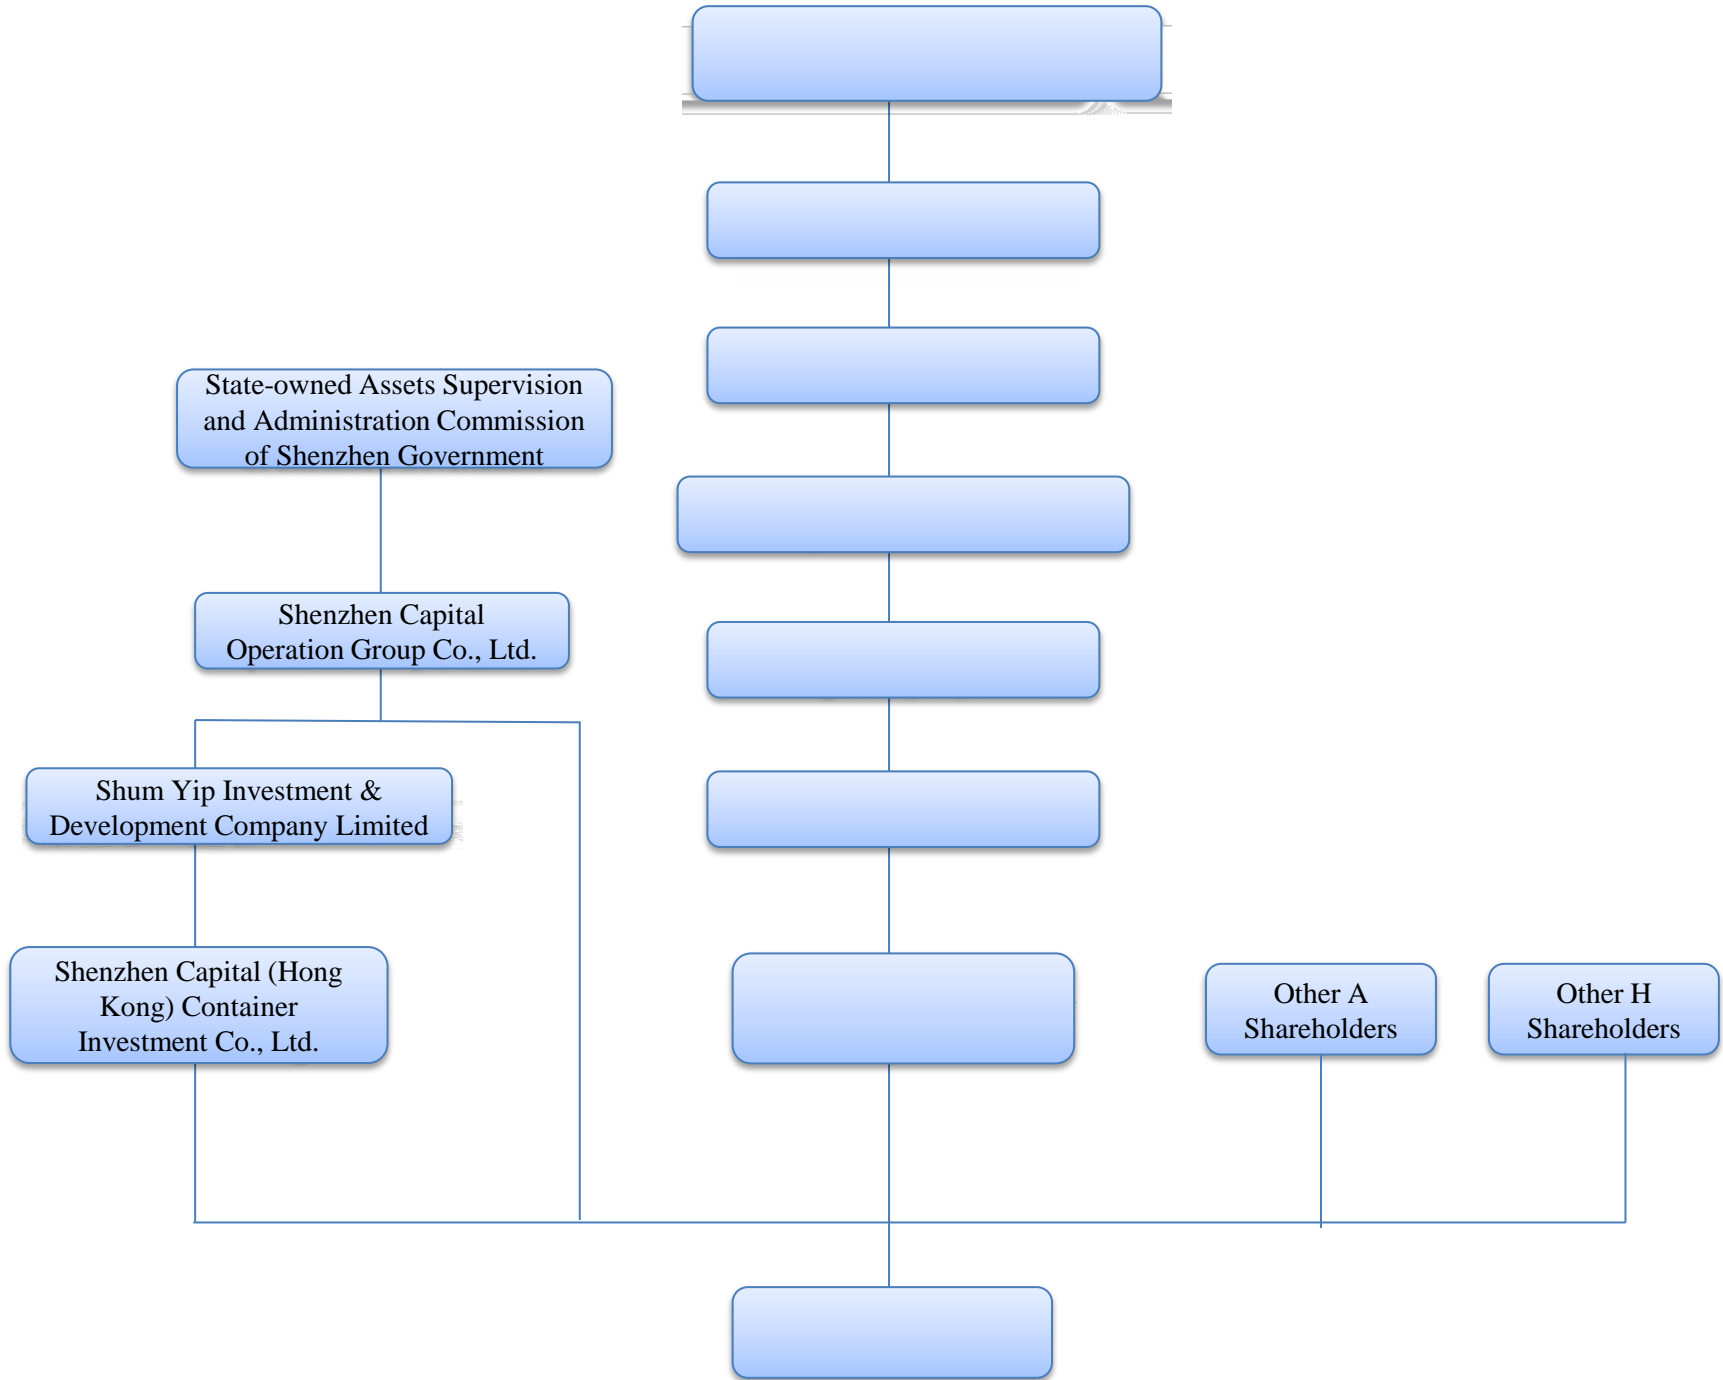 State-owned Assets Supervision
and Administration Commission
of Shenzhen Government
Shenzhen Capital
Operation Group Co., Ltd.
Shum Yip Investment &
Development Company Limited
Shenzhen Capital (Hong
Kong) Container
Investment Co., Ltd.
Other A
Shareholders
Other H
Shareholders